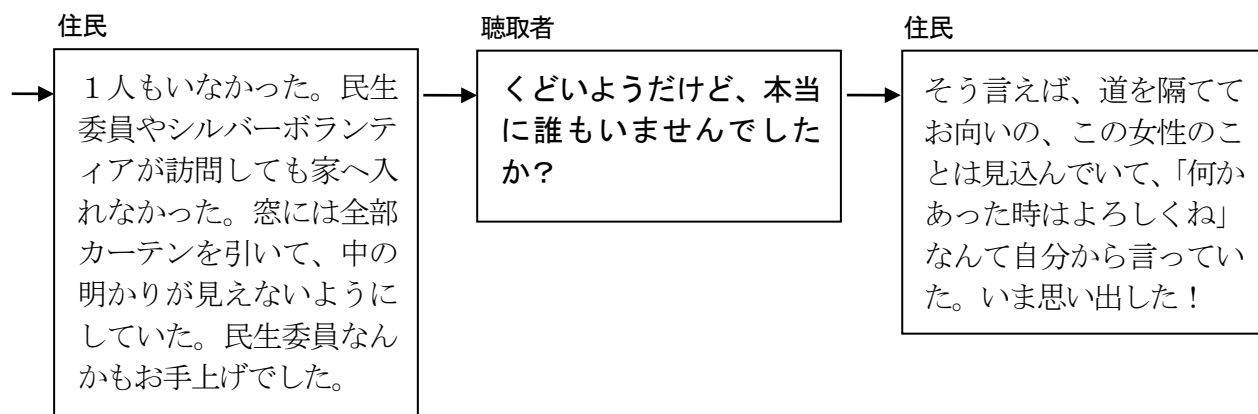 住民
１人もいなかった。民生
委員やシルバーボランテ
ィアが訪問しても家へ入
れなかった。窓には全部
カーテンを引いて、中の
明かりが見えないように
していた。民生委員なん
かもお手上げでした。
聴取者
くどいようだけど、本当
に誰もいませんでした
か？
住民
そう言えば、道を隔てて
お向いの、この女性のこ
とは見込んでいて、「何か
あった時はよろしくね」
なんて自分から言ってい
た。いま思い出した！